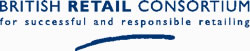 BRITISH RETAIL CONSORTIUM
for successful and responsible retailing